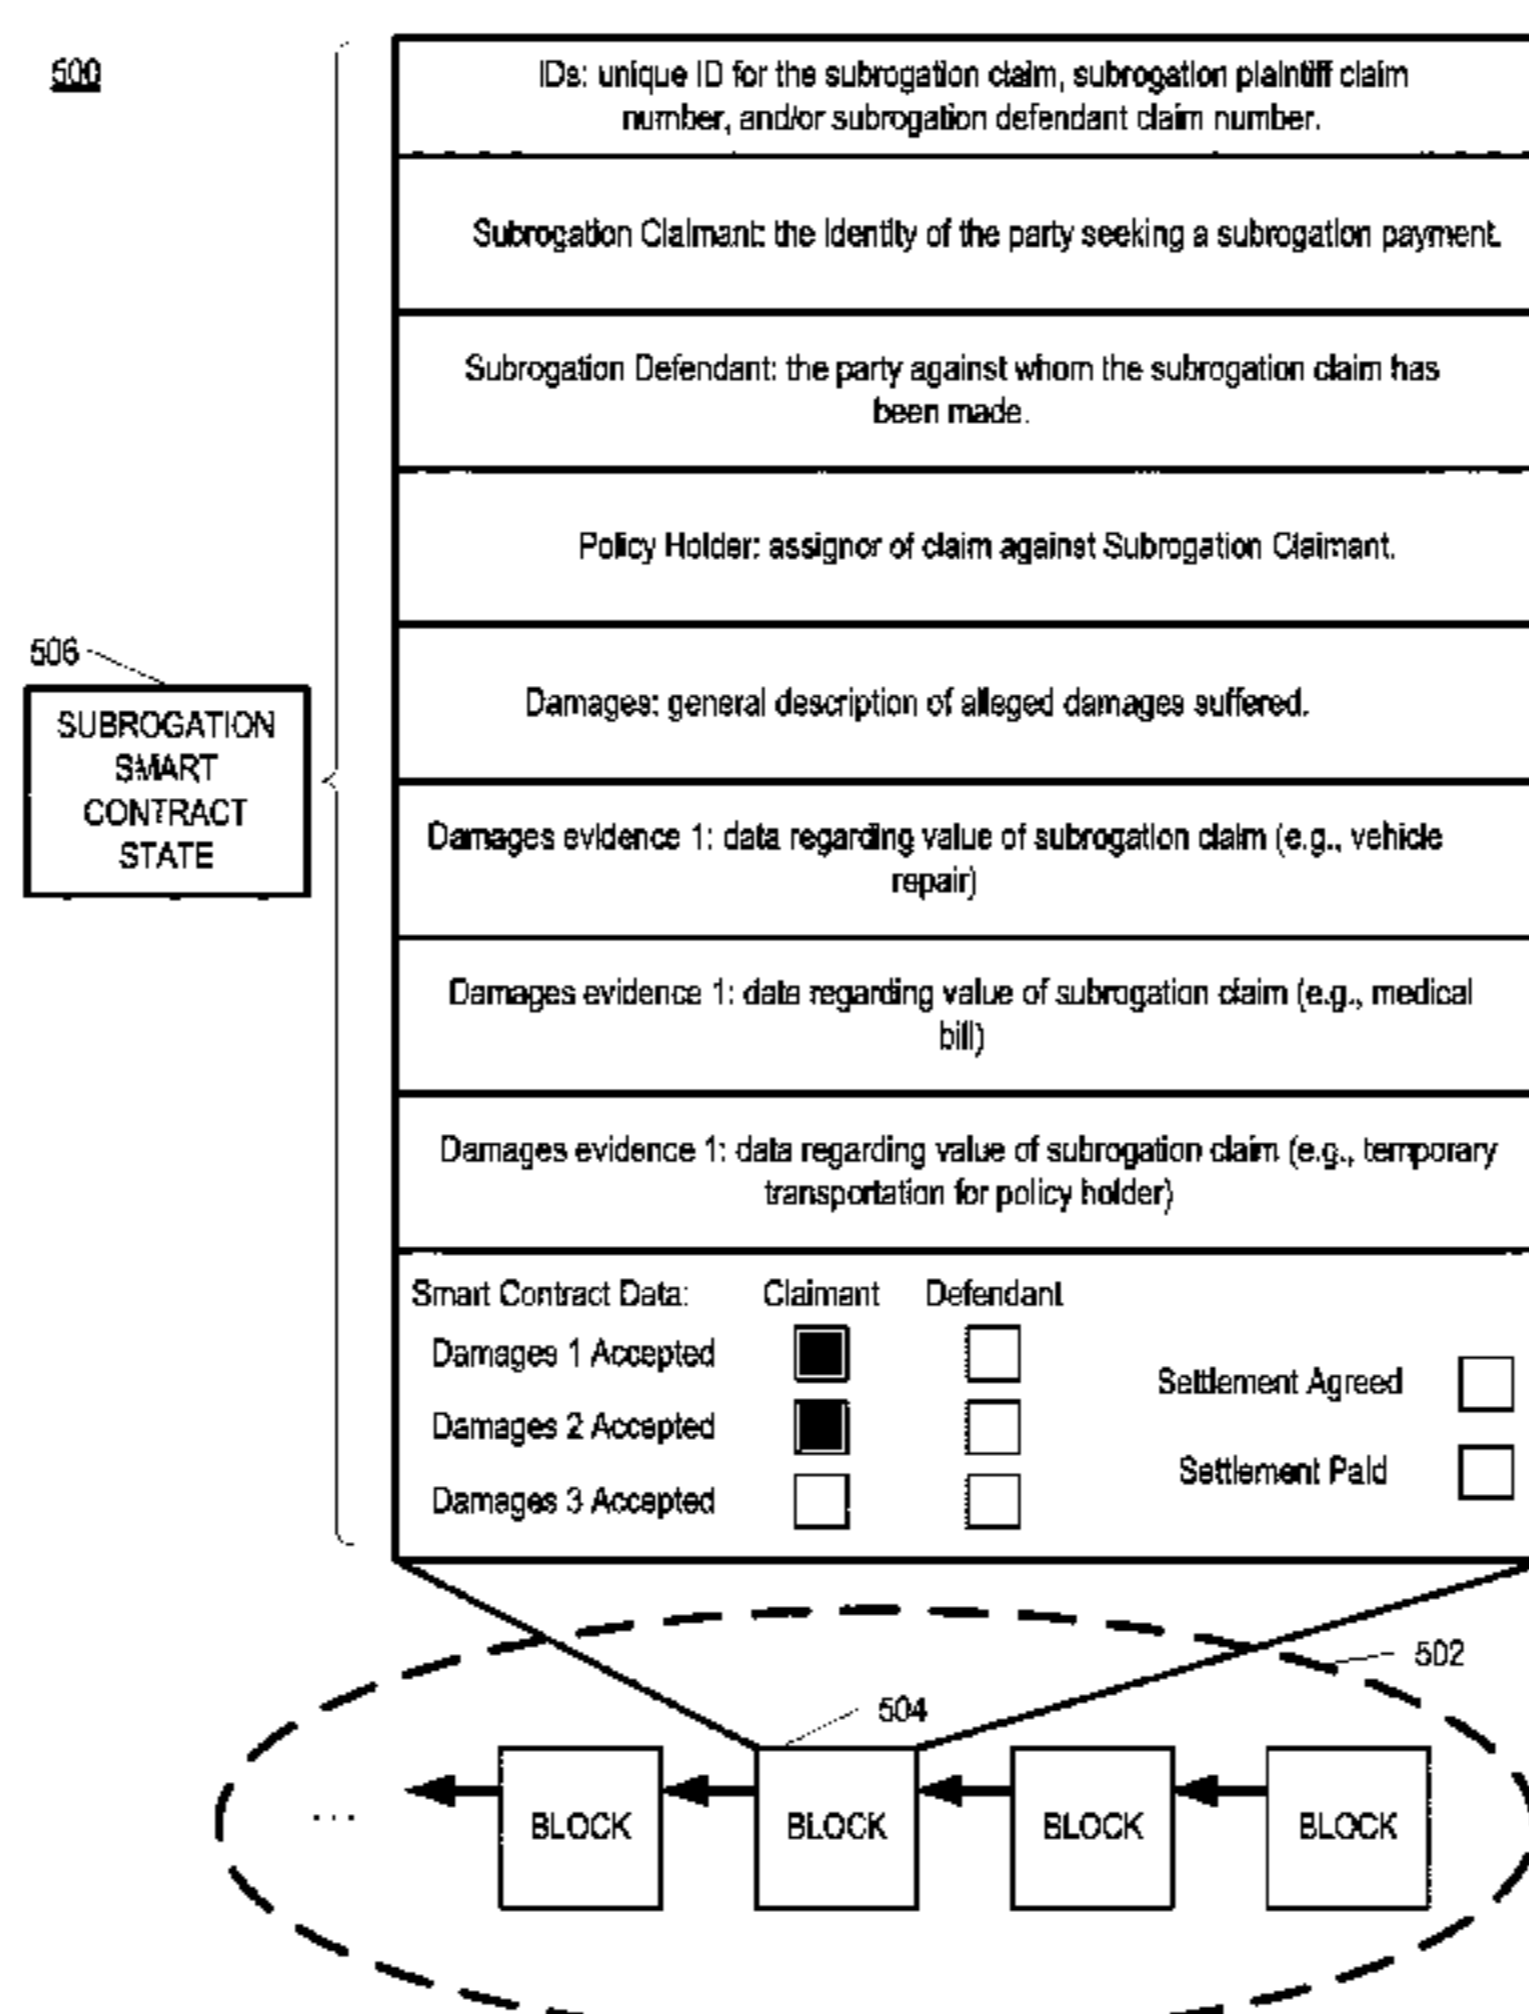 500
IDs: unique ID for the subrogation claim, subrogation plaintiff claim
number, and/or subrogation defendant claim number.
Subrogation Claimant: the identity of the party seeking a subrogation payment.
Subrogation Defendant: the party against whom the subrogation claim has
been made.
Policy Holder: assignor of claim against Subrogation Claimant.
Damages: general description of alleged damages suffered.
506
SUBROGATION
SMART
CONTRACT
STATE
Damages evidence 1: data regarding value of subrogation claim (e.g., vehicle
repair)
Damages evidence 1: data regarding value of subrogation claim (e.g., medical
bill)
Damages evidence 1: data regarding value of subrogation claim (e.g., temporary
transportation for policy holder)
Smart Contract Data: Claimant Defendant
Damages 1 Accepted
Damages 2 Accepted
Damages 3 Accepted
Settlement Agreed
Settlement Paid
502
504
... BLOCK BLOCK BLOCK BLOCK